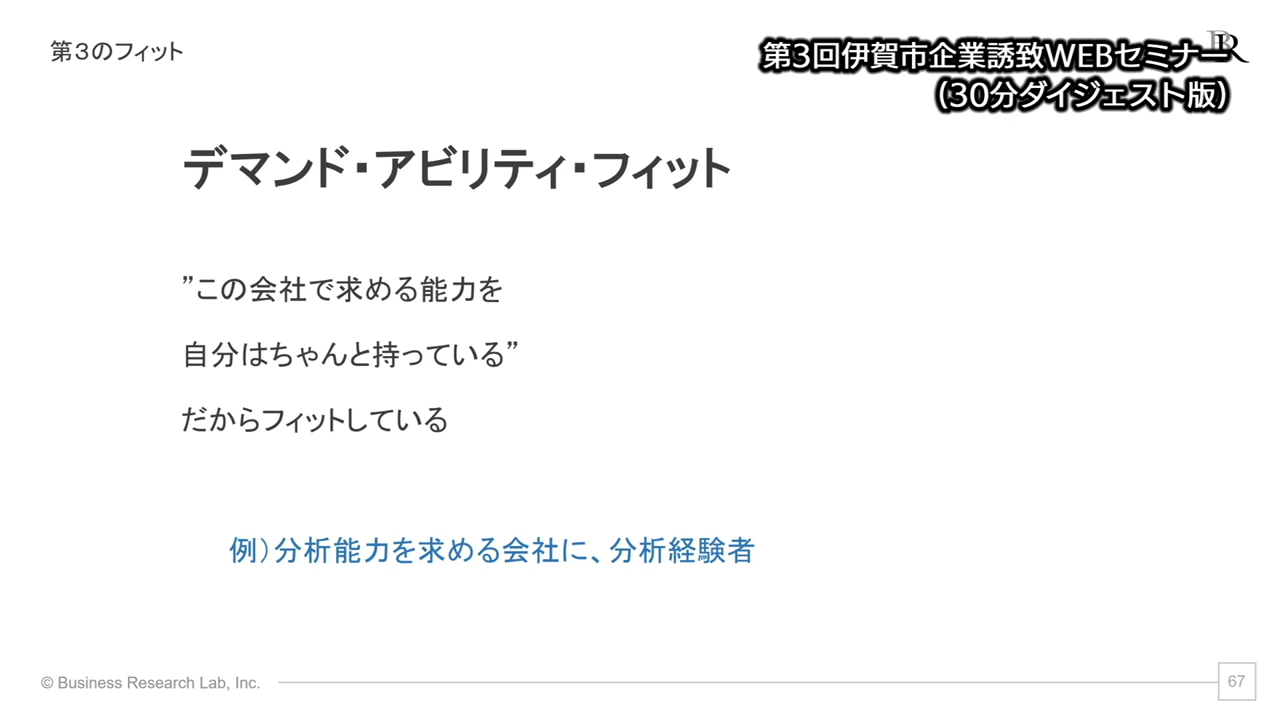 第３のフィット
第3回伊賀市企業誘致WEBセミナー
(30分ダイジェスト版)
デマンド・アビリティ・フィット
”この会社で求める能力を
自分はちゃんと持っている”
だからフィットしている
例）分析能力を求める会社に、分析経験者
© Business Research Lab, Inc.
67